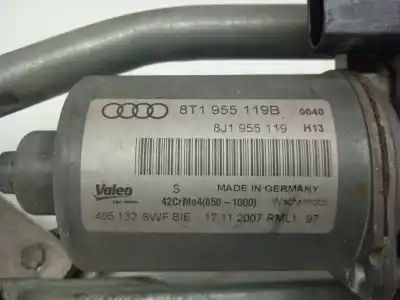 8T1 955 119B 0040
8J1 955 119 H13
Valeo S MADE IN GERMANY
42CrMo4(850-1000) Wischermotor
405.132 SWF BIE 17.11.2007 RML1 97